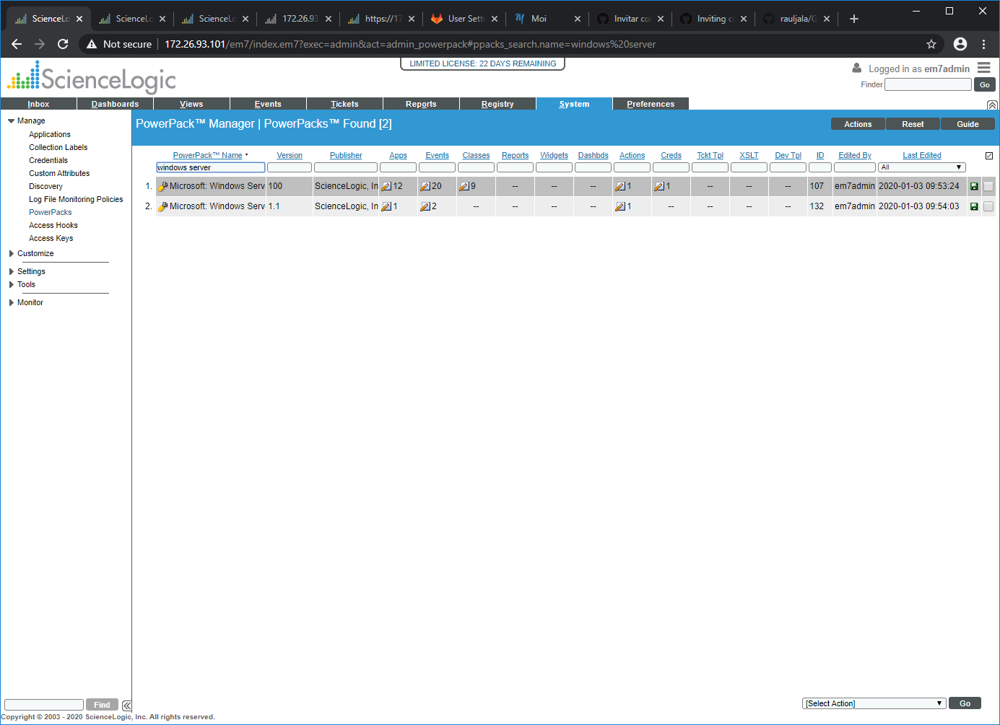 ScienceLo
ScienceLo
ScienceLo
172.26.93
https://17
User Setti
Moi
Invitar co
Inviting co
rauljala/G
Not secure
172.26.93.101/em7/index.em7?exec=admin&act=admin_powerpack#ppacks_search.name=windows%20server
ScienceLogic
LIMITED LICENSE: 22 DAYS REMAINING
Logged in as em7admin
Finder
Go
Inbox
Dashboards
Views
Events
Tickets
Reports
Registry
System
Preferences
Manage
Applications
Collection Labels
Credentials
Custom Attributes
Discovery
Log File Monitoring Policies
PowerPacks
Access Hooks
Access Keys
Customize
Settings
Tools
Monitor
PowerPack™ Manager | PowerPacks™ Found [2]
Actions
Reset
Guide
PowerPack™ Name Version Publisher Apps Events Classes Reports Widgets Dashbds Actions Creds Tckt Tpl XSLT Dev Tpl ID Edited By Last Edited
windows server
All
1. Microsoft: Windows Serv 100 ScienceLogic, In 12 20 9 -- -- -- 1 1 -- -- -- 107 em7admin 2020-01-03 09:53:24
2. Microsoft: Windows Serv 1.1 ScienceLogic, In 1 2 -- -- -- -- 1 -- -- -- -- 132 em7admin 2020-01-03 09:54:03
Find
[Select Action]
Go
Copyright © 2003 - 2020 ScienceLogic, Inc. All rights reserved.